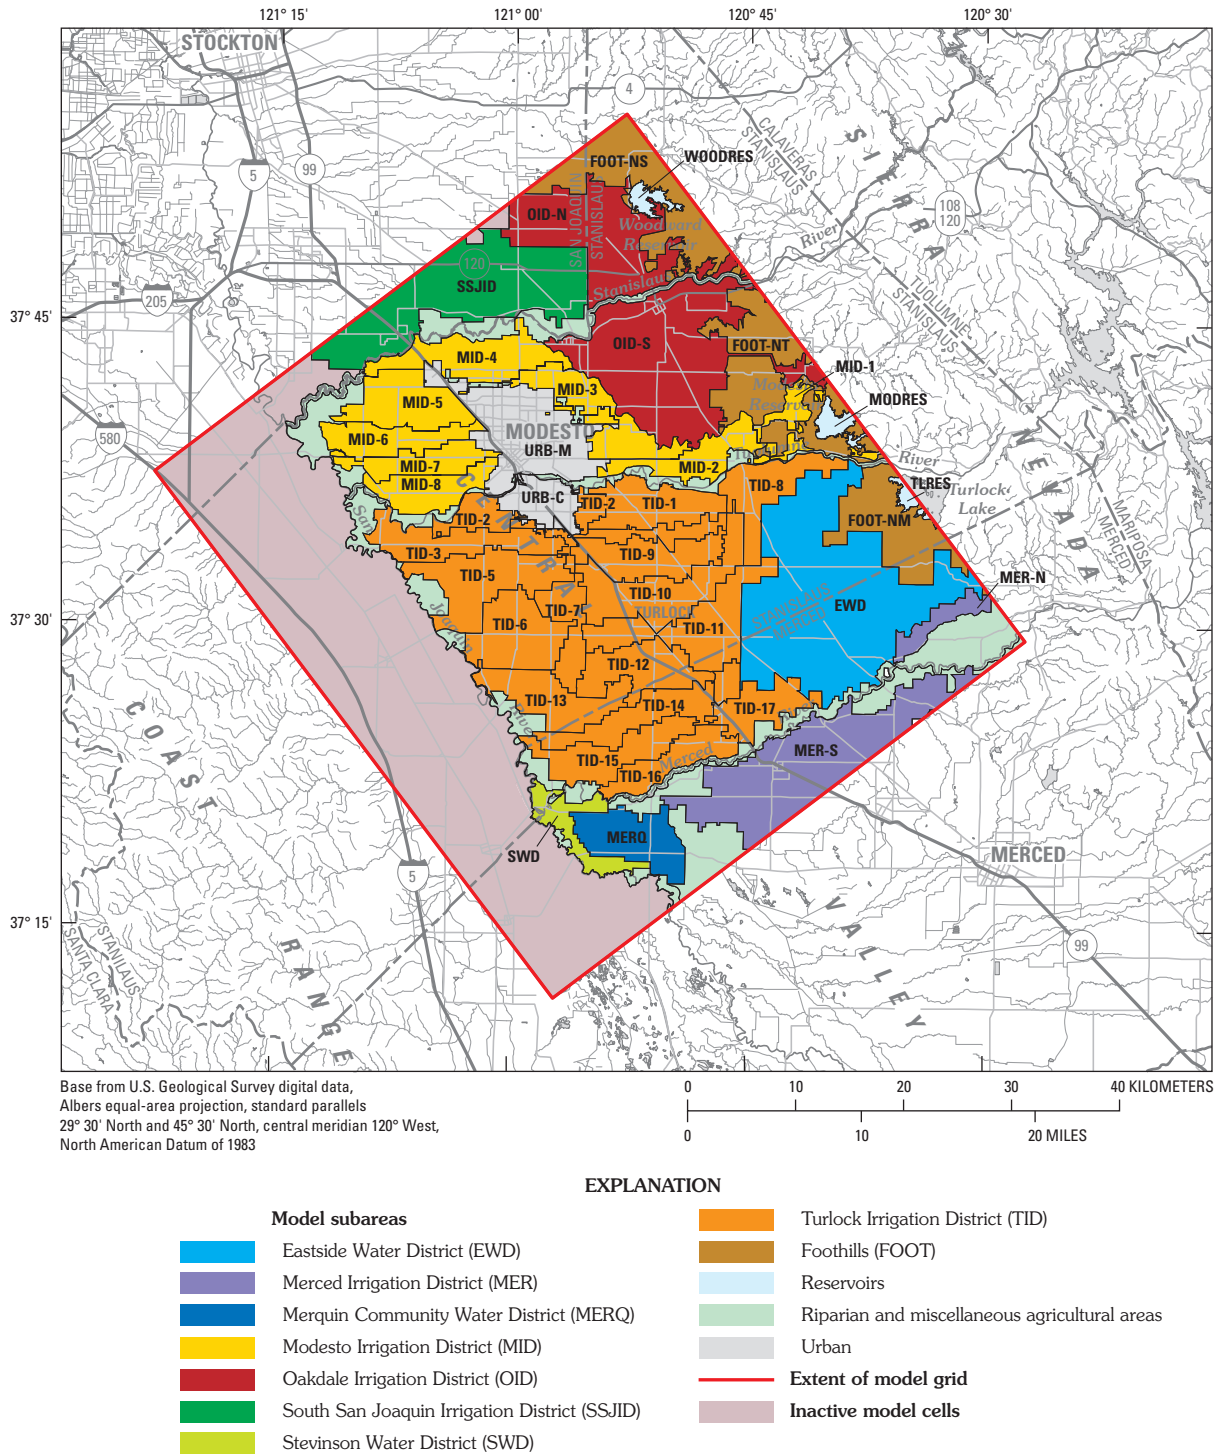 121° 15' 121° 00' 120° 45' 120° 30'
STOCKTON
4
CALAVERAS
STANISLAUS
SIERRA
NEVADA
5
99
FOOT-NS
WOODRES
SAN JOAQUIN
STANISLAUS
OID-N
Woodward
Reservoir
River
108
120
120
SSJID
Stanislaus
TUOLUMNE
STANISLAUS
205
37° 45'
OID-S
FOOT-NT
MID-4
MID-1
MID-3
MODRES
MID-5
Reservoir
580
MID-6
MODESTO
URB-M
MID-7
MID-2
River
MID-8
TID-8
TLRES
Turlock
Lake
URB-C
TID-2
TID-1
CENTRAL
San
TID-2
FOOT-NM
MARIPOSA
MERCED
TID-3
TID-9
TID-5
MER-N
TID-10
Joaquin
TID-7
TURLOCK
EWD
STANISLAUS
MERCED
37° 30'
TID-6
TID-11
TID-12
TID-13
TID-14
TID-17
River
River
COAST
RANGE
MER-S
TID-15
Merced
TID-16
MERQ
SWD
MERCED
5
VALLEY
37° 15'
STANISLAUS
SANTA CLARA
99
Base from U.S. Geological Survey digital data,
Albers equal-area projection, standard parallels
29° 30' North and 45° 30' North, central meridian 120° West,
North American Datum of 1983
0 10 20 30 40 KILOMETERS
0 10 20 MILES
EXPLANATION
Model subareas
Eastside Water District (EWD)
Merced Irrigation District (MER)
Merquin Community Water District (MERQ)
Modesto Irrigation District (MID)
Oakdale Irrigation District (OID)
South San Joaquin Irrigation District (SSJID)
Stevinson Water District (SWD)
Turlock Irrigation District (TID)
Foothills (FOOT)
Reservoirs
Riparian and miscellaneous agricultural areas
Urban
Extent of model grid
Inactive model cells